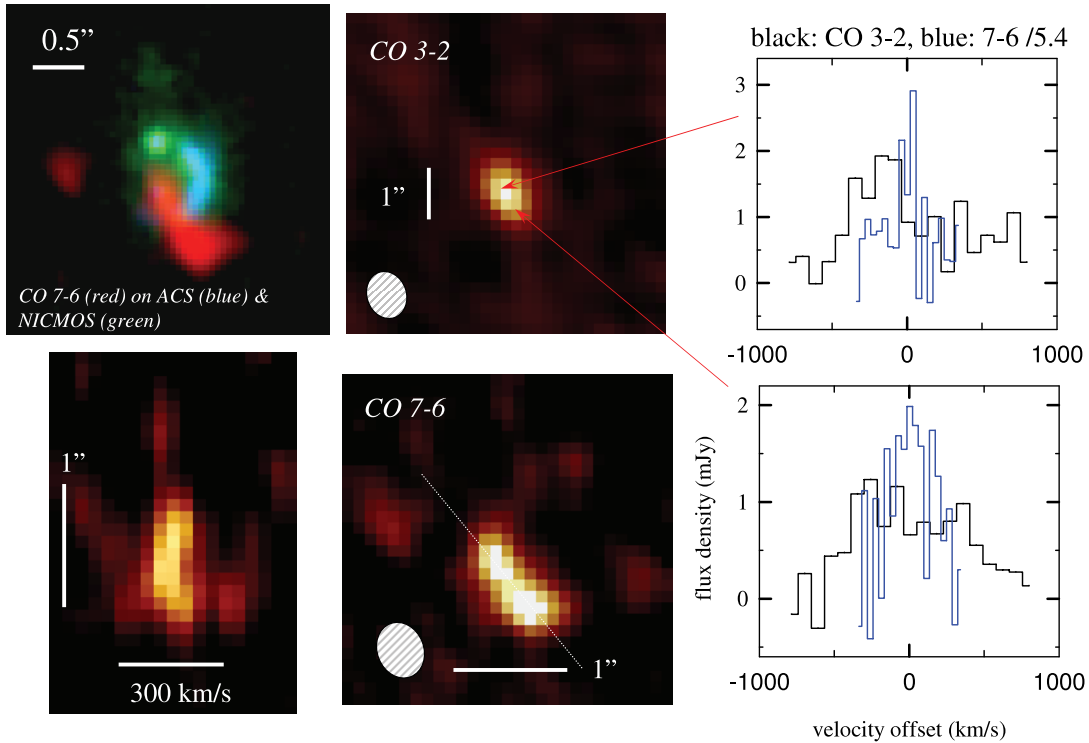 0.5”
CO 7-6 (red) on ACS (blue) &
NICMOS (green)
CO 3-2
1”
black: CO 3-2, blue: 7-6 /5.4
3
2
1
0
-1000
0
1000
1”
300 km/s
CO 7-6
1”
flux density (mJy)
2
1
0
-1000
0
1000
velocity offset (km/s)